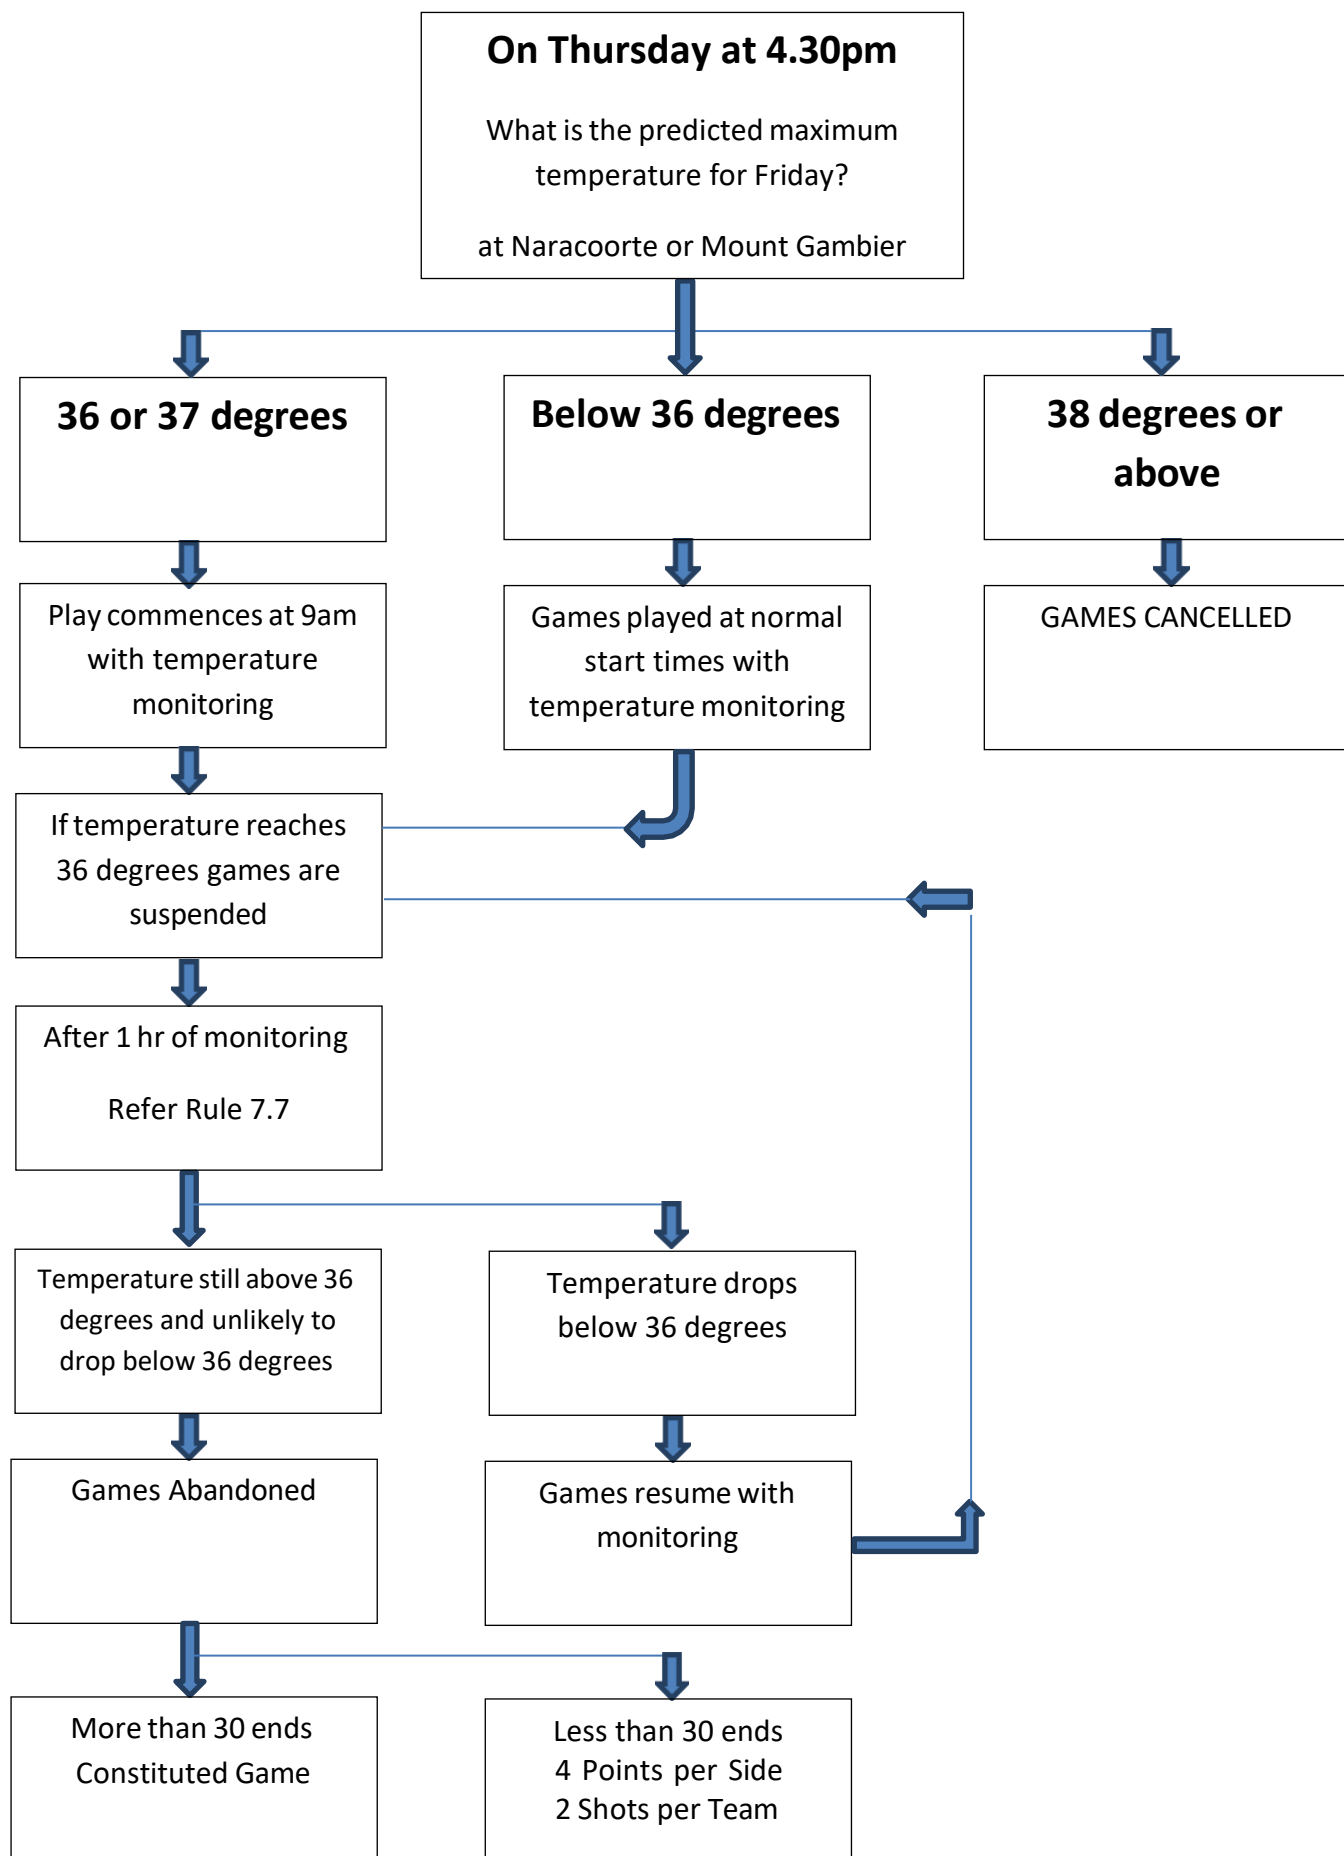 On Thursday at 4.30pm
What is the predicted maximum
temperature for Friday?
at Naracoorte or Mount Gambier
36 or 37 degrees
Below 36 degrees
38 degrees or
above
Play commences at 9am
with temperature
monitoring
Games played at normal
start times with
temperature monitoring
GAMES CANCELLED
If temperature reaches
36 degrees games are
suspended
After 1 hr of monitoring
Refer Rule 7.7
Temperature still above 36
degrees and unlikely to
drop below 36 degrees
Temperature drops
below 36 degrees
Games Abandoned
Games resume with
monitoring
More than 30 ends
Constituted Game
Less than 30 ends
4 Points per Side
2 Shots per Team